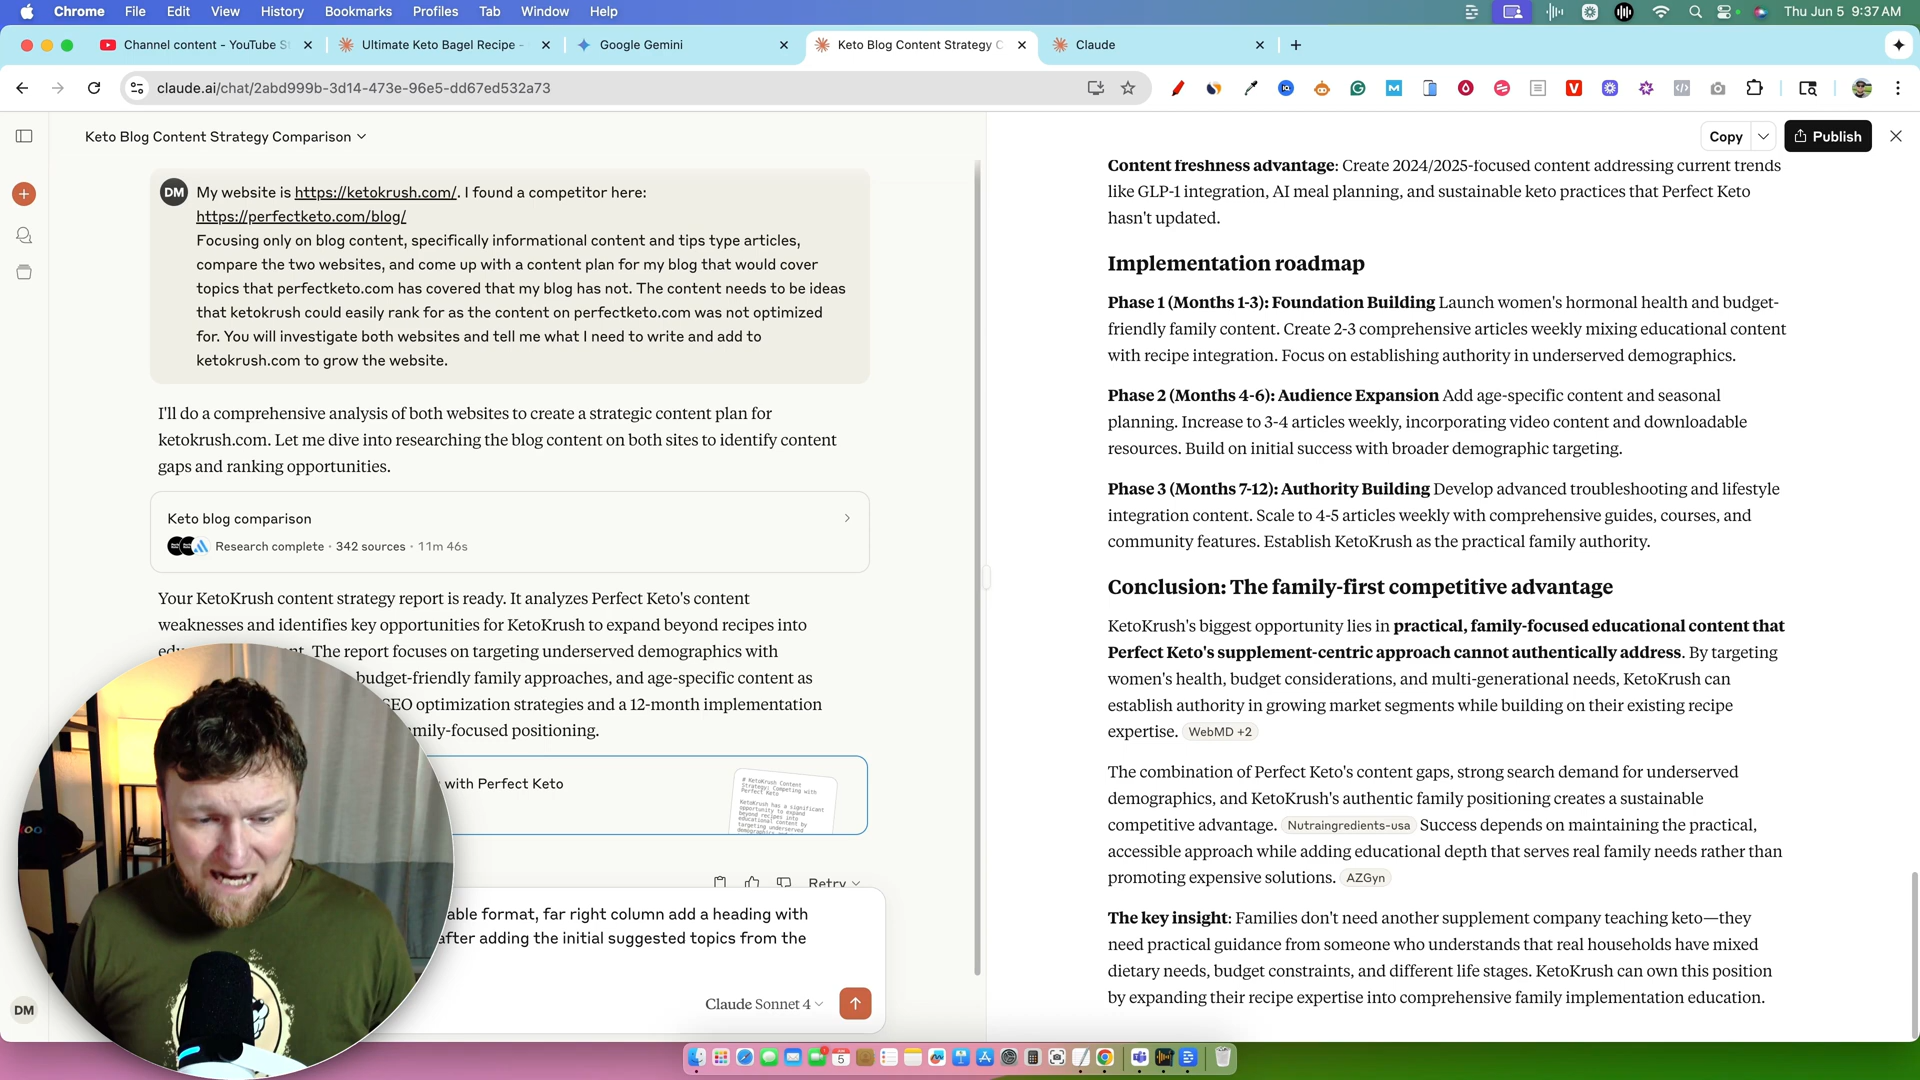 Chrome File Edit View History Bookmarks Profiles Tab Window Help
Thu Jun 5 9:37 AM
Channel content - YouTube S
Ultimate Keto Bagel Recipe -
Google Gemini
Keto Blog Content Strategy C
Claude
claude.ai/chat/2abd999b-3d14-473e-96e5-dd67ed532a73
Keto Blog Content Strategy Comparison
DM
My website is https://ketokrush.com/. I found a competitor here:
https://perfectketo.com/blog/
Focusing only on blog content, specifically informational content and tips type articles,
compare the two websites, and come up with a content plan for my blog that would cover
topics that perfectketo.com has covered that my blog has not. The content needs to be ideas
that ketokrush could easily rank for as the content on perfectketo.com was not optimized
for. You will investigate both websites and tell me what I need to write and add to
ketokrush.com to grow the website.
I'll do a comprehensive analysis of both websites to create a strategic content plan for
ketokrush.com. Let me dive into researching the blog content on both sites to identify content
gaps and ranking opportunities.
Keto blog comparison
Research complete · 342 sources · 11m 46s
Your KetoKrush content strategy report is ready. It analyzes Perfect Keto's content
weaknesses and identifies key opportunities for KetoKrush to expand beyond recipes into
The report focuses on targeting underserved demographics with
budget-friendly family approaches, and age-specific content as
SEO optimization strategies and a 12-month implementation
mily-focused positioning.
with Perfect Keto
# KetoKrush Content
Strategy: Competing with
Perfect Keto
KetoKrush has a significant
opportunity to expand
beyond recipes into
educational content by
targeting underserved
Retry
able format, far right column add a heading with
after adding the initial suggested topics from the
Claude Sonnet 4
DM
Copy
Publish
Content freshness advantage: Create 2024/2025-focused content addressing current trends
like GLP-1 integration, AI meal planning, and sustainable keto practices that Perfect Keto
hasn't updated.
Implementation roadmap
Phase 1 (Months 1-3): Foundation Building Launch women's hormonal health and budget-
friendly family content. Create 2-3 comprehensive articles weekly mixing educational content
with recipe integration. Focus on establishing authority in underserved demographics.
Phase 2 (Months 4-6): Audience Expansion Add age-specific content and seasonal
planning. Increase to 3-4 articles weekly, incorporating video content and downloadable
resources. Build on initial success with broader demographic targeting.
Phase 3 (Months 7-12): Authority Building Develop advanced troubleshooting and lifestyle
integration content. Scale to 4-5 articles weekly with comprehensive guides, courses, and
community features. Establish KetoKrush as the practical family authority.
Conclusion: The family-first competitive advantage
KetoKrush's biggest opportunity lies in practical, family-focused educational content that
Perfect Keto's supplement-centric approach cannot authentically address. By targeting
women's health, budget considerations, and multi-generational needs, KetoKrush can
establish authority in growing market segments while building on their existing recipe
expertise. WebMD +2
The combination of Perfect Keto's content gaps, strong search demand for underserved
demographics, and KetoKrush's authentic family positioning creates a sustainable
competitive advantage. Nutraingredients-usa Success depends on maintaining the practical,
accessible approach while adding educational depth that serves real family needs rather than
promoting expensive solutions. AZGyn
The key insight: Families don't need another supplement company teaching keto—they
need practical guidance from someone who understands that real households have mixed
dietary needs, budget constraints, and different life stages. KetoKrush can own this position
by expanding their recipe expertise into comprehensive family implementation education.